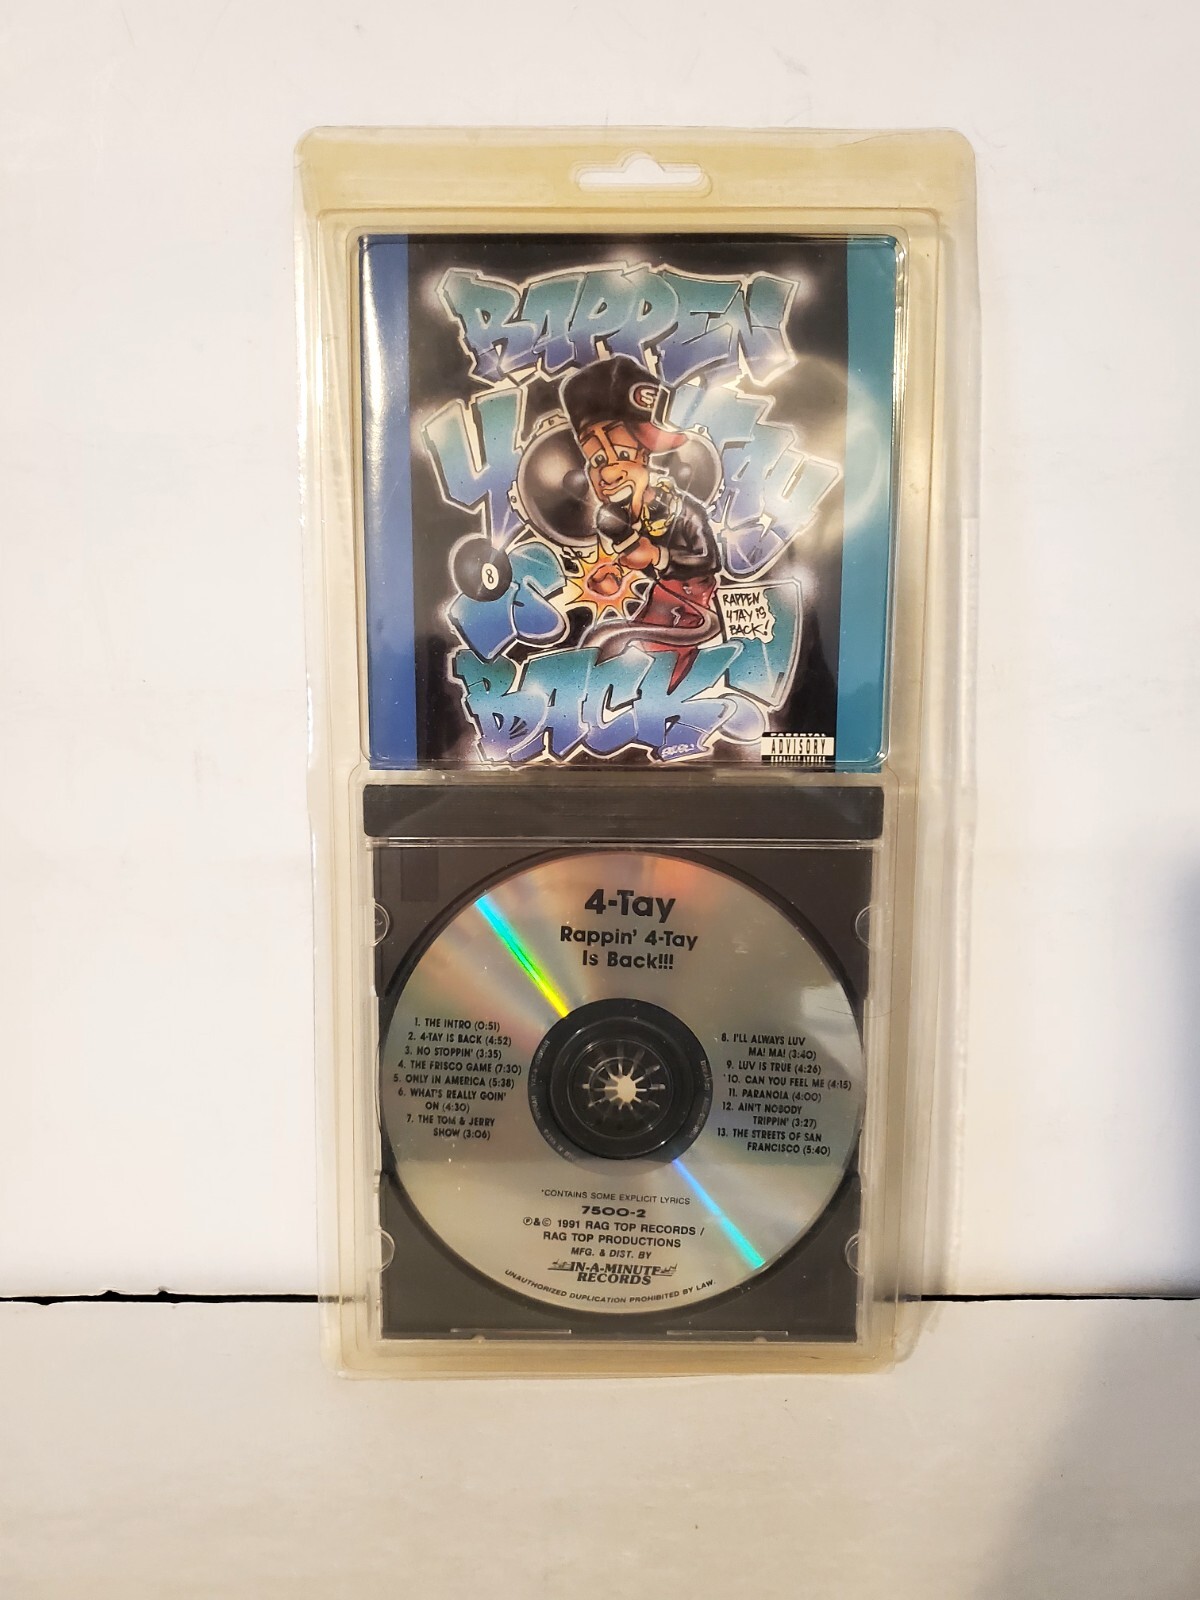 RAPPEN
4 TAY
IS
BACK!
8
S
RAPPEN
4TAY IS
BACK!
PARENTAL
ADVISORY
EXPLICIT LYRICS
4-Tay
Rappin' 4-Tay
Is Back!!!
1. THE INTRO (0:51)
2. 4-TAY IS BACK (4:52)
3. NO STOPPIN' (3:35)
4. THE FRISCO GAME (7:30)
5. ONLY IN AMERICA (5:38)
6. WHAT'S REALLY GOIN'
ON (4:30)
7. THE TOM & JERRY
SHOW (3:06)
8. I'LL ALWAYS LUV
MA! MA! (3:40)
9. LUV IS TRUE (4:26)
*10. CAN YOU FEEL ME (4:15)
11. PARANOIA (4:00)
12. AIN'T NOBODY
TRIPPIN' (3:27)
13. THE STREETS OF SAN
FRANCISCO (5:40)
*CONTAINS SOME EXPLICIT LYRICS
7500-2
℗&© 1991 RAG TOP RECORDS /
RAG TOP PRODUCTIONS
MFG. & DIST. BY
IN-A-MINUTE
RECORDS
UNAUTHORIZED DUPLICATION PROHIBITED BY LAW.